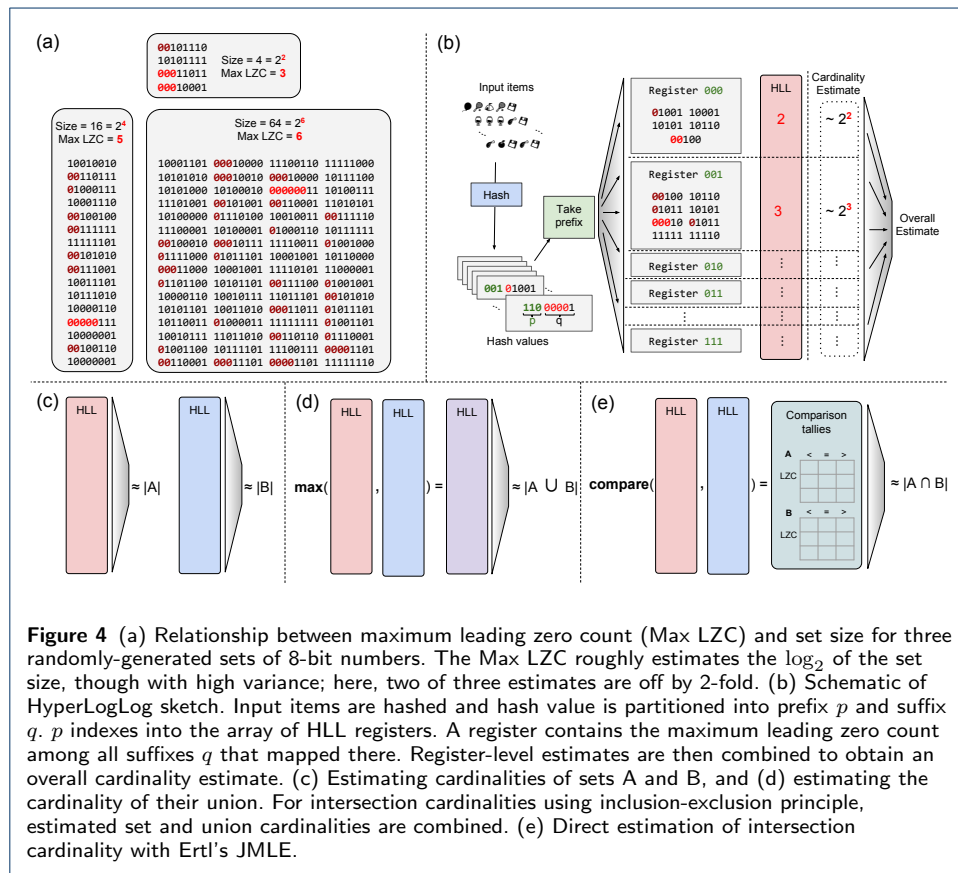 (a)
00101110
10101111
00011011
00010001
Size = 4 = 2²
Max LZC = 3
Size = 16 = 2⁴
Max LZC = 5
10010010
00110111
01000111
10001110
00100100
00111111
11111101
00101010
00111001
10011101
10111010
10000110
00000111
10000001
00100110
10000001
Size = 64 = 2⁶
Max LZC = 6
10001101 00010000 11100110 11111000
10101010 00010010 00010000 10111100
10101000 10100010 00000011 10100111
11101001 00101001 00110001 11010101
10100000 01110100 10010011 00111110
11100001 10100101 01000110 10111101
00100010 00010111 11110011 01001000
01111000 01011101 10001001 10110000
00011000 10001001 11110101 11000001
01101100 10101101 00111100 01001001
10000110 10010111 11011101 00101010
10101011 10010110 00011011 01011101
10110011 01000011 11111111 01001101
10010111 11011010 00110110 01110001
01001100 10111101 11100111 00001101
00110001 00011101 00001101 11111110
(b)
Input items
Hash
Take
prefix
001 01001
110 00001
p q
Hash values
Register 000
01001 10001
10101 10110
00100
Register 001
00100 10110
01011 10101
00010 01011
11111 11110
Register 010
Register 011
Register 111
HLL
2
3
Cardinality
Estimate
~ 2²
~ 2³
Overall
Estimate
(c)
HLL
≈ |A|
HLL
≈ |B|
(d)
HLL
HLL
HLL
max( , ) = ≈ |A ∪ B|
(e)
HLL
HLL
compare( , ) =
Comparison
tallies
A < = >
LZC
B < = >
LZC
≈ |A ∩ B|
Figure 4 (a) Relationship between maximum leading zero count (Max LZC) and set size for three
randomly-generated sets of 8-bit numbers. The Max LZC roughly estimates the log₂ of the set
size, though with high variance; here, two of three estimates are off by 2-fold. (b) Schematic of
HyperLogLog sketch. Input items are hashed and hash value is partitioned into prefix p and suffix
q. p indexes into the array of HLL registers. A register contains the maximum leading zero count
among all suffixes q that mapped there. Register-level estimates are then combined to obtain an
overall cardinality estimate. (c) Estimating cardinalities of sets A and B, and (d) estimating the
cardinality of their union. For intersection cardinalities using inclusion-exclusion principle,
estimated set and union cardinalities are combined. (e) Direct estimation of intersection
cardinality with Ertl's JMLE.